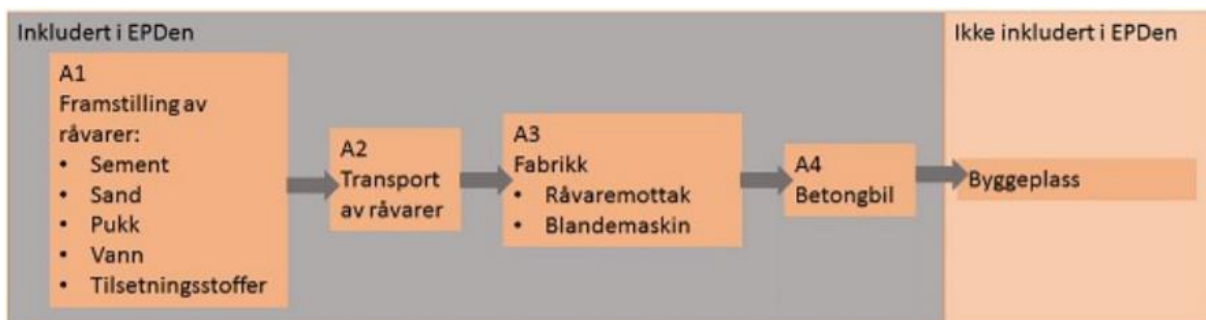 Inkludert i EPDen
Ikke inkludert i EPDen
A1
Framstilling av
råvarer:
• Sement
• Sand
• Pukk
• Vann
• Tilsetningsstoffer
A2
Transport
av råvarer
A3
Fabrikk
• Råvaremottak
• Blandemaskin
A4
Betongbil
Byggeplass